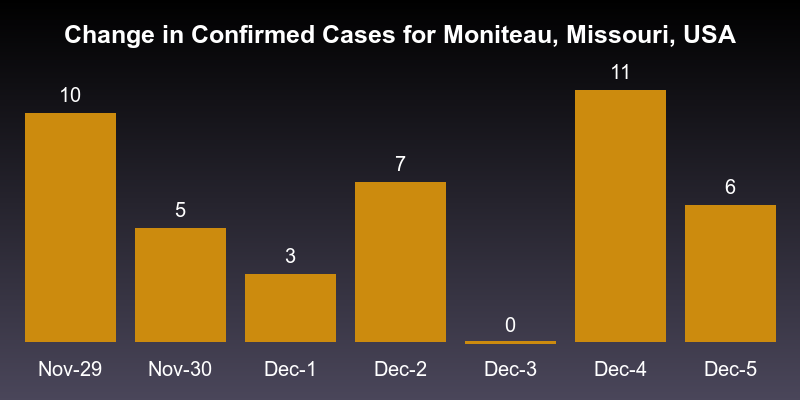 Change in Confirmed Cases for Moniteau, Missouri, USA
10
5
3
7
0
11
6
Nov-29
Nov-30
Dec-1
Dec-2
Dec-3
Dec-4
Dec-5